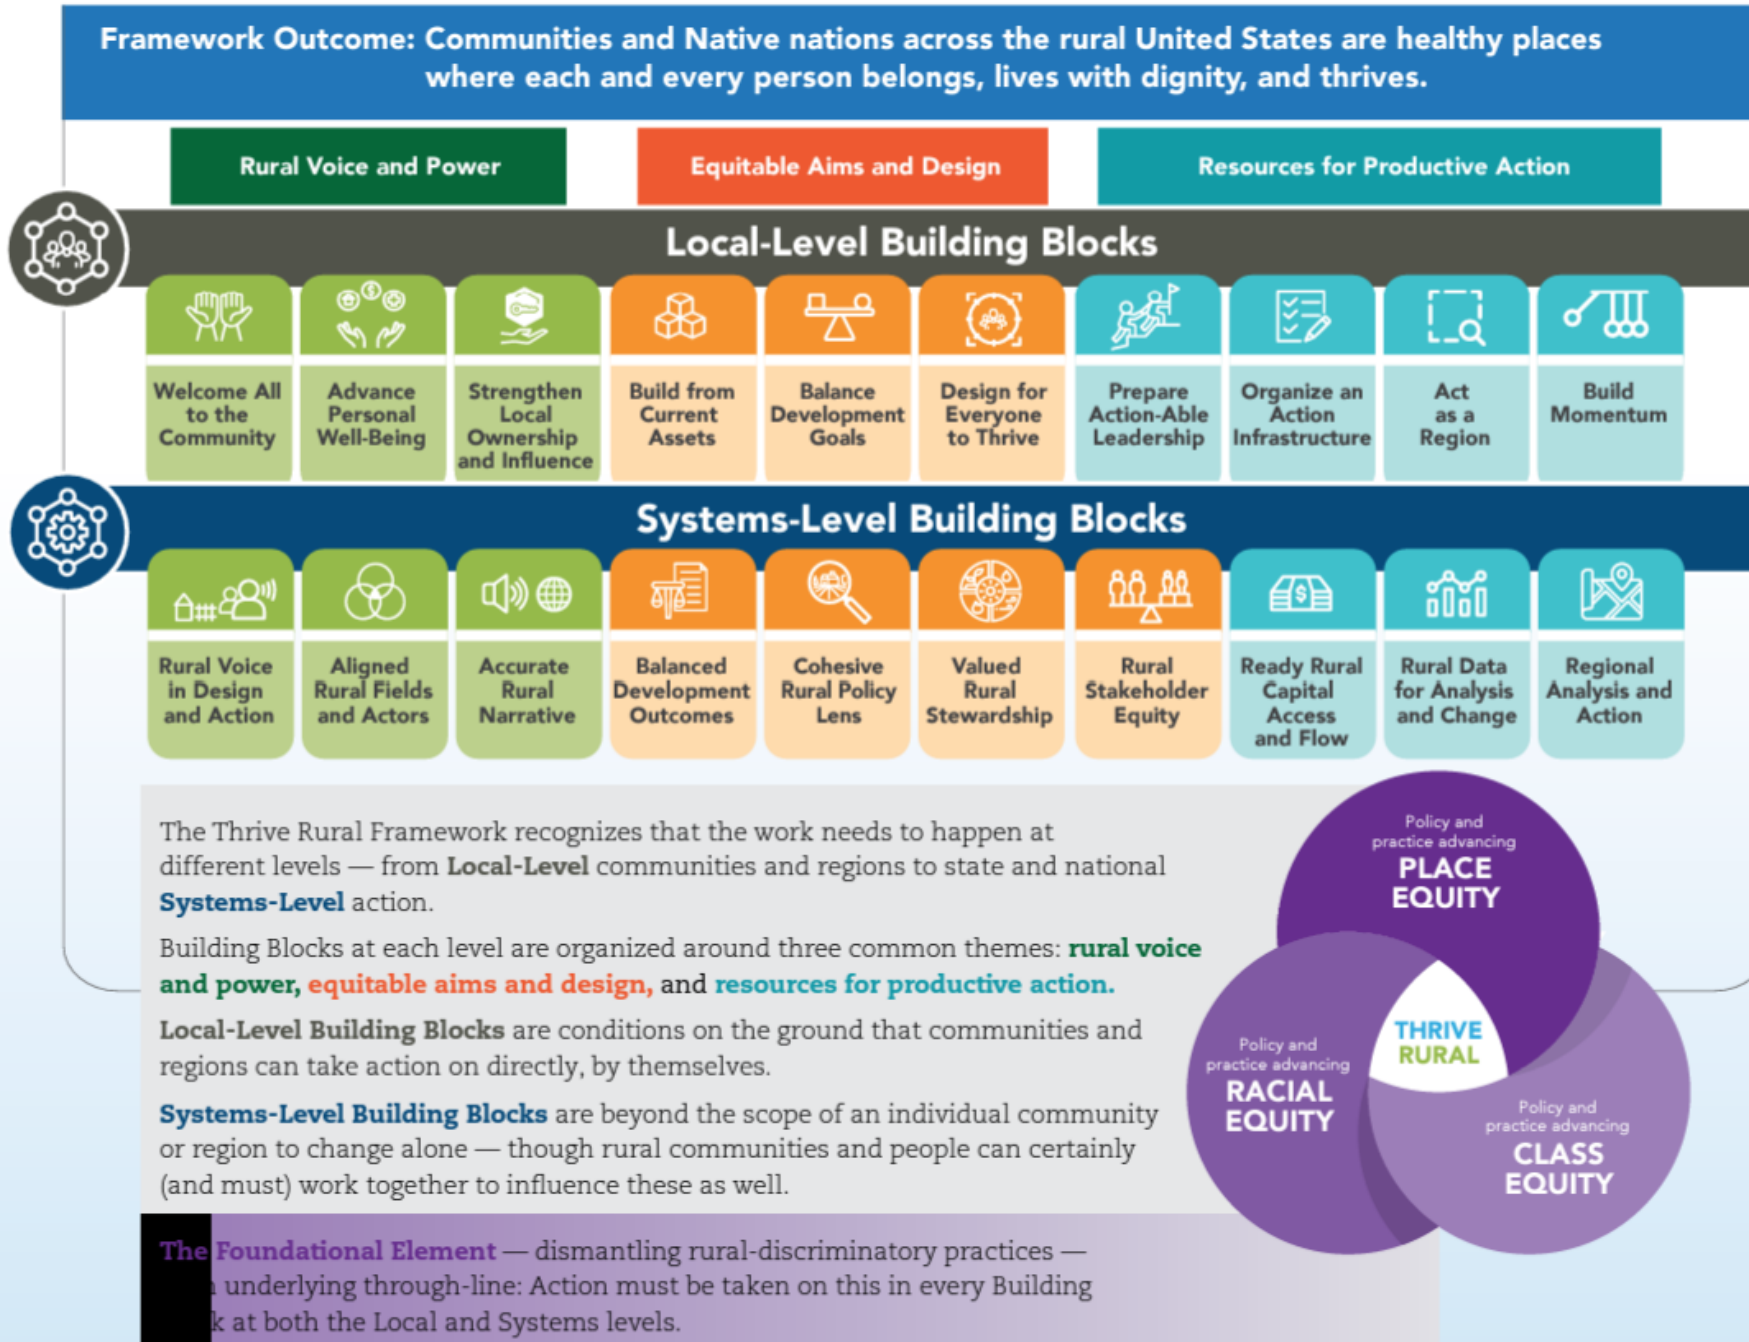 Framework Outcome: Communities and Native nations across the rural United States are healthy places
where each and every person belongs, lives with dignity, and thrives.
Rural Voice and Power
Equitable Aims and Design
Resources for Productive Action
Local-Level Building Blocks
Welcome All
to the
Community
Advance
Personal
Well-Being
Strengthen
Local
Ownership
and Influence
Build from
Current
Assets
Balance
Development
Goals
Design for
Everyone
to Thrive
Prepare
Action-Able
Leadership
Organize an
Action
Infrastructure
Act
as a
Region
Build
Momentum
Systems-Level Building Blocks
Rural Voice
in Design
and Action
Aligned
Rural Fields
and Actors
Accurate
Rural
Narrative
Balanced
Development
Outcomes
Cohesive
Rural Policy
Lens
Valued
Rural
Stewardship
Rural
Stakeholder
Equity
Ready Rural
Capital
Access
and Flow
Rural Data
for Analysis
and Change
Regional
Analysis and
Action
The Thrive Rural Framework recognizes that the work needs to happen at
different levels — from Local-Level communities and regions to state and national
Systems-Level action.
Building Blocks at each level are organized around three common themes: rural voice
and power, equitable aims and design, and resources for productive action.
Local-Level Building Blocks are conditions on the ground that communities and
regions can take action on directly, by themselves.
Systems-Level Building Blocks are beyond the scope of an individual community
or region to change alone — though rural communities and people can certainly
(and must) work together to influence these as well.
The Foundational Element — dismantling rural-discriminatory practices —
underlying through-line: Action must be taken on this in every Building
at both the Local and Systems levels.
Policy and
practice advancing
PLACE
EQUITY
THRIVE
RURAL
Policy and
practice advancing
RACIAL
EQUITY
Policy and
practice advancing
CLASS
EQUITY